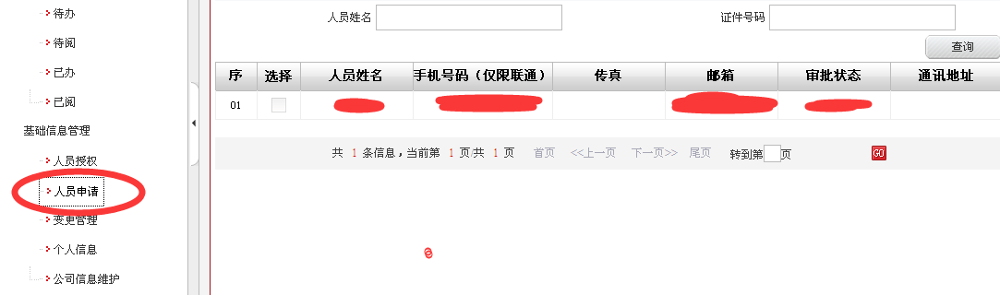 待办
待阅
已办
已阅
基础信息管理
人员授权
人员申请
变更管理
个人信息
公司信息维护
人员姓名 证件号码
查询
序 选择 人员姓名 手机号码（仅限联通） 传真 邮箱 审批状态 通讯地址
01
共 1 条信息，当前第 1 页/共 1 页 首页 <<上一页 下一页>> 尾页 转到第 页 GO